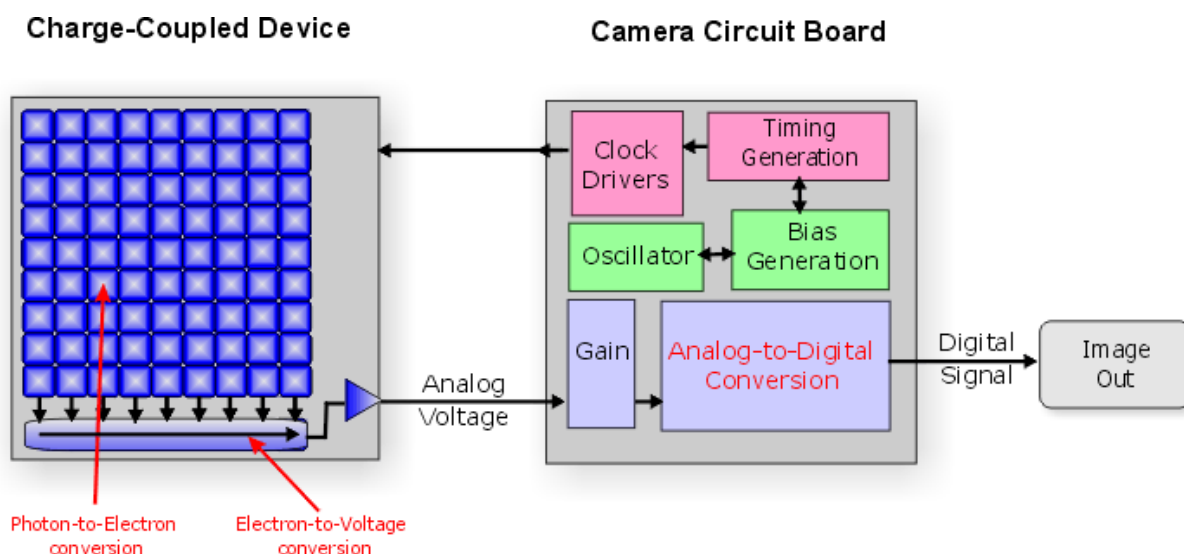 Charge-Coupled Device
Camera Circuit Board
Clock
Drivers
Timing
Generation
Oscillator
Bias
Generation
Gain
Analog-to-Digital
Conversion
Analog
Voltage
Digital
Signal
Image
Out
Photon-to-Electron
conversion
Electron-to-Voltage
conversion